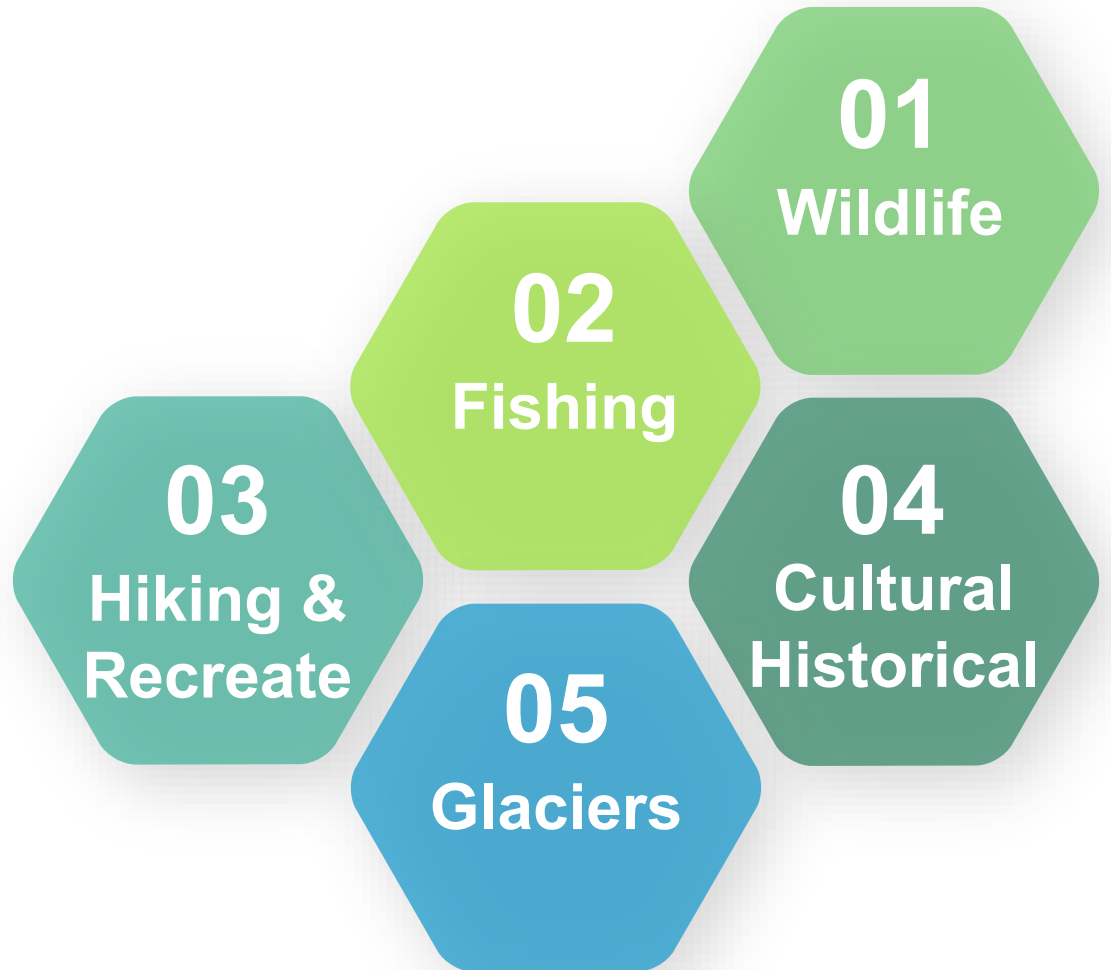 01
Wildlife
02
Fishing
03
Hiking &
Recreate
04
Cultural
Historical
05
Glaciers